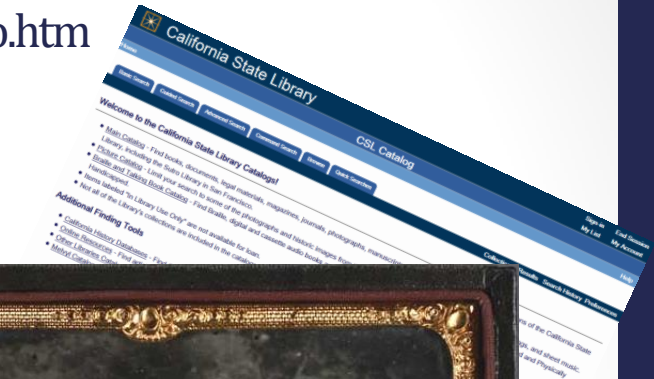 o.htm
California State Library
Home
CSL Catalog
Basic Search Guided Search Advanced Search Command Search Browse Quick Searches
Sign In End Session
My List My Account
Help
Welcome to the California State Library Catalogs!
Main Catalog - Find books, documents, legal materials, magazines, journals, photographs,
Library, including the Sutro Library in San Francisco.
Picture Catalog - Limit your search to some of the photographs and historic images from
Braille and Talking Book Catalog - Find Braille, digital and cassette audio books
Handicapped.
Items labeled "In Library Use Only" are not available for loan.
Not all of the Library's collections are included in the catalog
Results Search History Preferences
Additional Finding Tools
California History Databases - Find
Online Resources - Find
Other Libraries
Melvyl
of the California State
and sheet music.
and Physically